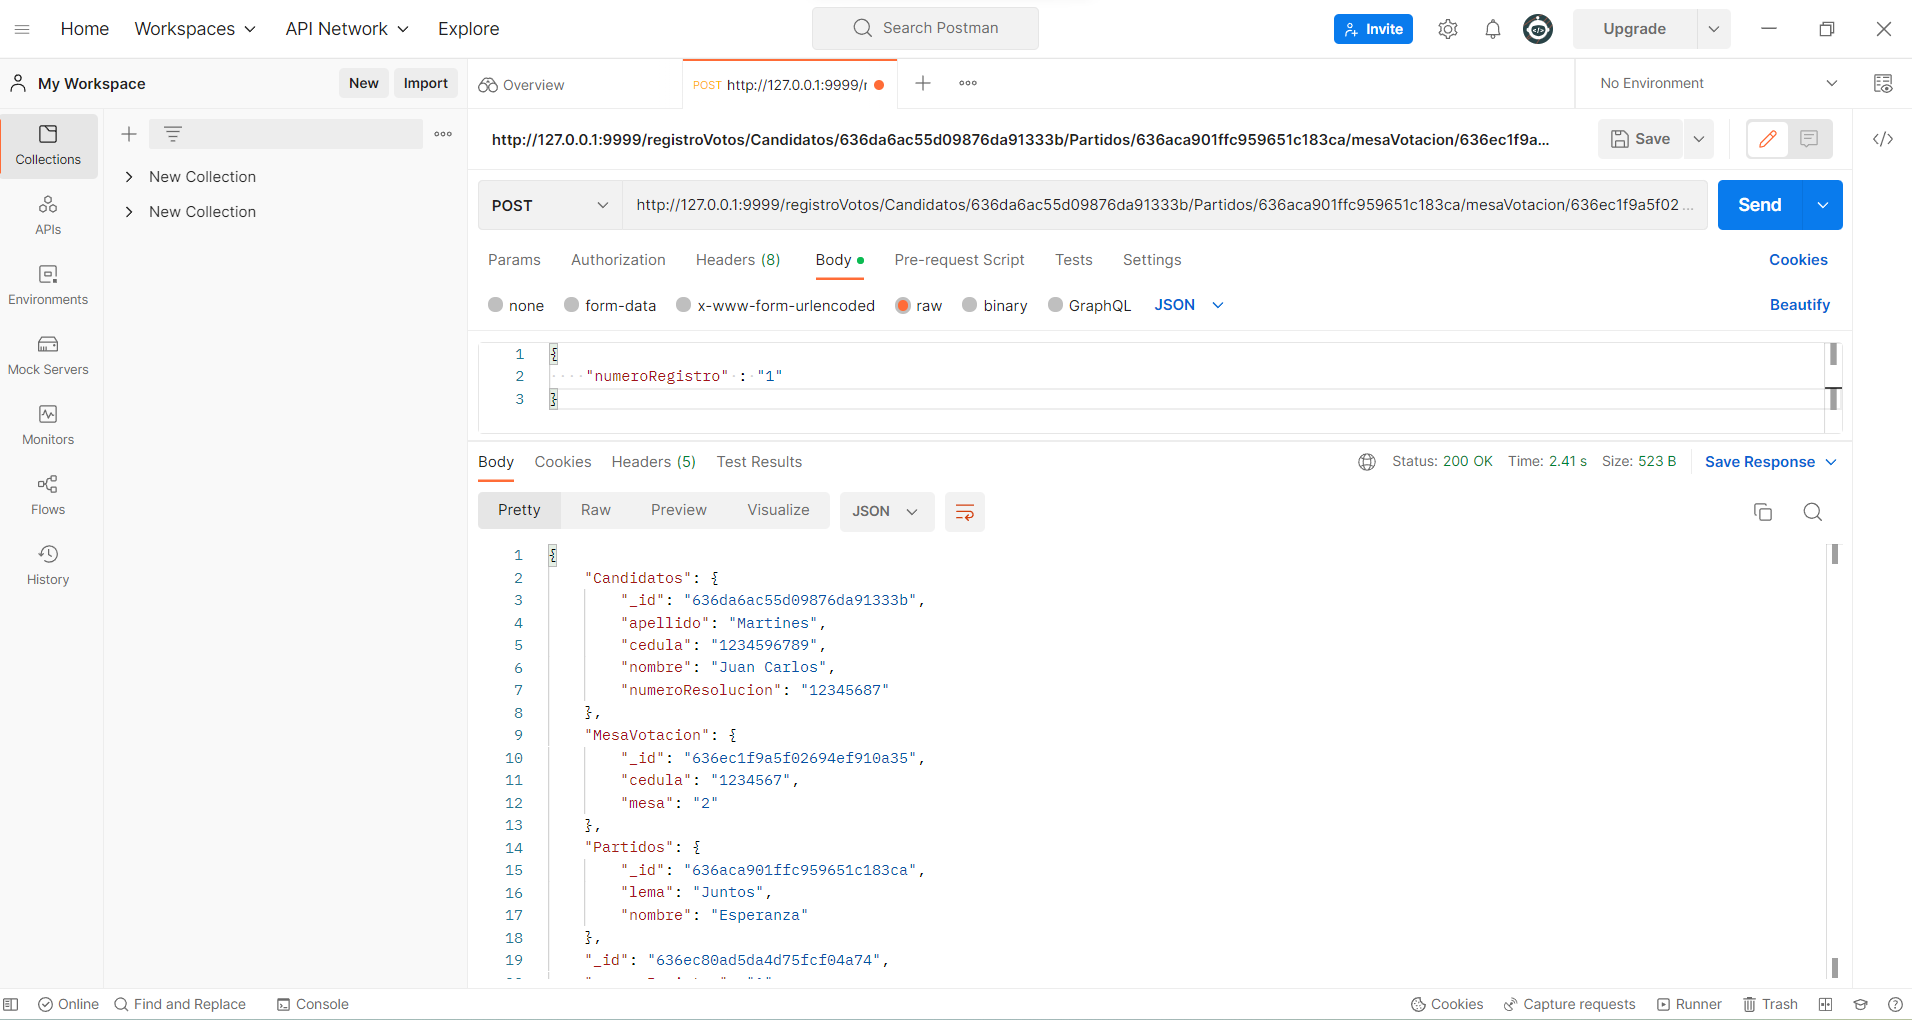 Home Workspaces API Network Explore Search Postman Invite Upgrade
My Workspace New Import Overview POST http://127.0.0.1:9999/r No Environment
http://127.0.0.1:9999/registroVotos/Candidatos/636da6ac55d09876da91333b/Partidos/636aca901ffc959651c183ca/mesaVotacion/636ec1f9a... Save
Collections
APIs
Environments
Mock Servers
Monitors
Flows
History
New Collection
New Collection
POST http://127.0.0.1:9999/registroVotos/Candidatos/636da6ac55d09876da91333b/Partidos/636aca901ffc959651c183ca/mesaVotacion/636ec1f9a5f02 ... Send
Params Authorization Headers (8) Body Pre-request Script Tests Settings Cookies
none form-data x-www-form-urlencoded raw binary GraphQL JSON Beautify
1 {
2 "numeroRegistro" : "1"
3 }
Body Cookies Headers (5) Test Results Status: 200 OK Time: 2.41 s Size: 523 B Save Response
Pretty Raw Preview Visualize JSON
1 {
2 "Candidatos": {
3 "_id": "636da6ac55d09876da91333b",
4 "apellido": "Martines",
5 "cedula": "1234596789",
6 "nombre": "Juan Carlos",
7 "numeroResolucion": "12345687"
8 },
9 "MesaVotacion": {
10 "_id": "636ec1f9a5f02694ef910a35",
11 "cedula": "1234567",
12 "mesa": "2"
13 },
14 "Partidos": {
15 "_id": "636aca901ffc959651c183ca",
16 "lema": "Juntos",
17 "nombre": "Esperanza"
18 },
19 "_id": "636ec80ad5da4d75fcf04a74",
Online Find and Replace Console Cookies Capture requests Runner Trash